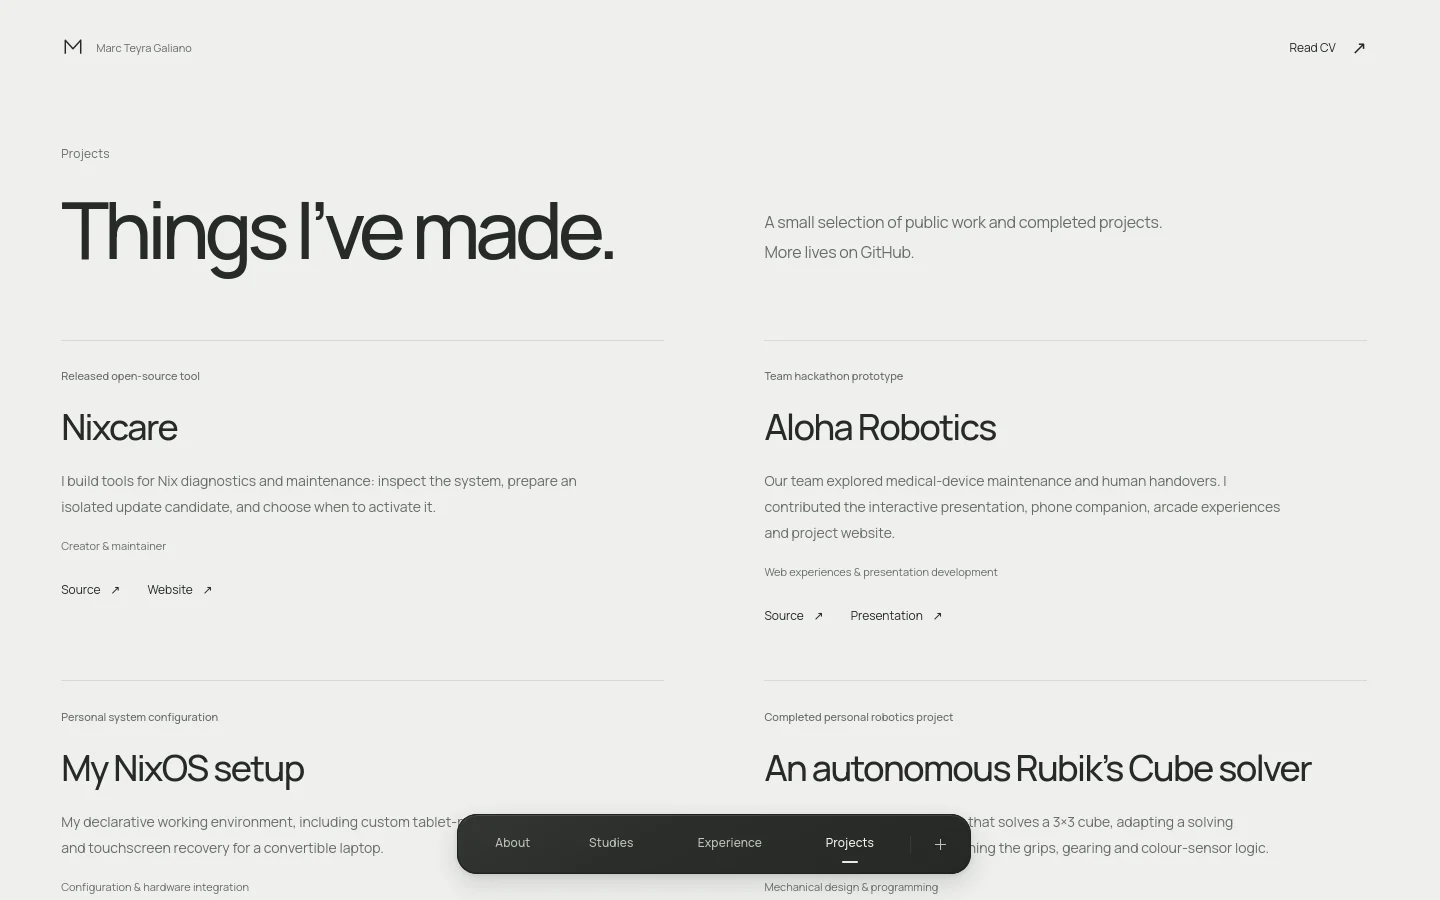 Marc Teyra Galiano
Read CV ↗
Projects
Things I’ve made.
A small selection of public work and completed projects.
More lives on GitHub.
Released open-source tool
Nixcare
I build tools for Nix diagnostics and maintenance: inspect the system, prepare an
isolated update candidate, and choose when to activate it.
Creator & maintainer
Source ↗ Website ↗
Team hackathon prototype
Aloha Robotics
Our team explored medical-device maintenance and human handovers. I
contributed the interactive presentation, phone companion, arcade experiences
and project website.
Web experiences & presentation development
Source ↗ Presentation ↗
Personal system configuration
My NixOS setup
My declarative working environment, including custom
and touchscreen recovery for a convertible laptop.
Configuration & hardware integration
Completed personal robotics project
An autonomous Rubik’s Cube solver
that solves a 3×3 cube, adapting a solving
the grips, gearing and colour-sensor logic.
Mechanical design & programming
About Studies Experience Projects +